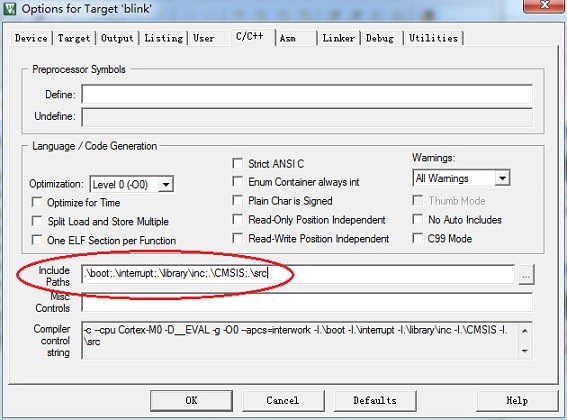 Options for Target 'blink'
Device Target Output Listing User C/C++ Asm Linker Debug Utilities
Preprocessor Symbols
Define:
Undefine:
Language / Code Generation
Strict ANSI C
Warnings:
Optimization: Level 0 (-O0)
Enum Container always int
All Warnings
Optimize for Time
Plain Char is Signed
Thumb Mode
Split Load and Store Multiple
Read-Only Position Independent
No Auto Includes
One ELF Section per Function
Read-Write Position Independent
C99 Mode
Include
Paths
.\boot;.\interrupt;.\library\inc;.\CMSIS;.\src
...
Misc
Controls
Compiler
control
string
-c --cpu Cortex-M0 -D__EVAL -g -O0 --apcs=interwork -I.\boot -I.\interrupt -I.\library\inc -I.\CMSIS -I.
\src
OK Cancel Defaults Help